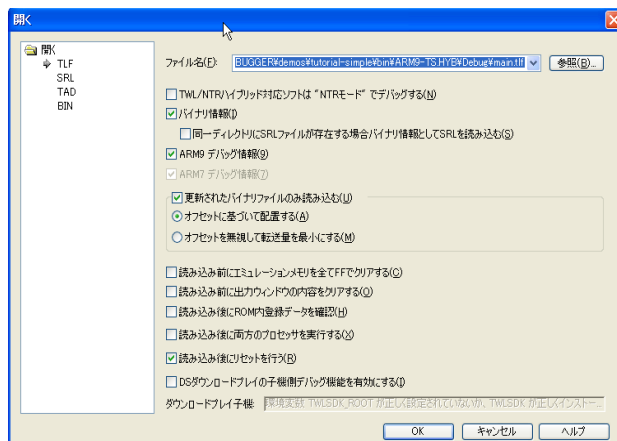 開く
開く
TLF
SRL
TAD
BIN
ファイル名(F): BUGGER¥demos¥tutorial-simple¥bin¥ARM9-TS.HYB¥Debug¥main.tlf 参照(B)...
TWL/NTRハイブリッド対応ソフトは "NTRモード" でデバッグする(N)
バイナリ情報(I)
同一ディレクトリにSRLファイルが存在する場合バイナリ情報としてSRLを読み込む(S)
ARM9 デバッグ情報(9)
ARM7 デバッグ情報(7)
更新されたバイナリファイルのみ読み込む(U)
オフセットに基づいて配置する(A)
オフセットを無視して転送量を最小にする(M)
読み込み前にエミュレーションメモリを全てFFでクリアする(C)
読み込み前に出力ウィンドウの内容をクリアする(O)
読み込み後にROM内登録データを確認(H)
読み込み後に両方のプロセッサを実行する(X)
読み込み後にリセットを行う(R)
DSダウンロードプレイの子機側デバッグ機能を有効にする(I)
ダウンロードプレイ子機: 環境変数 TWLSDK_ROOT が正しく設定されていないか、TWLSDK が正しくインストー...
OK キャンセル ヘルプ